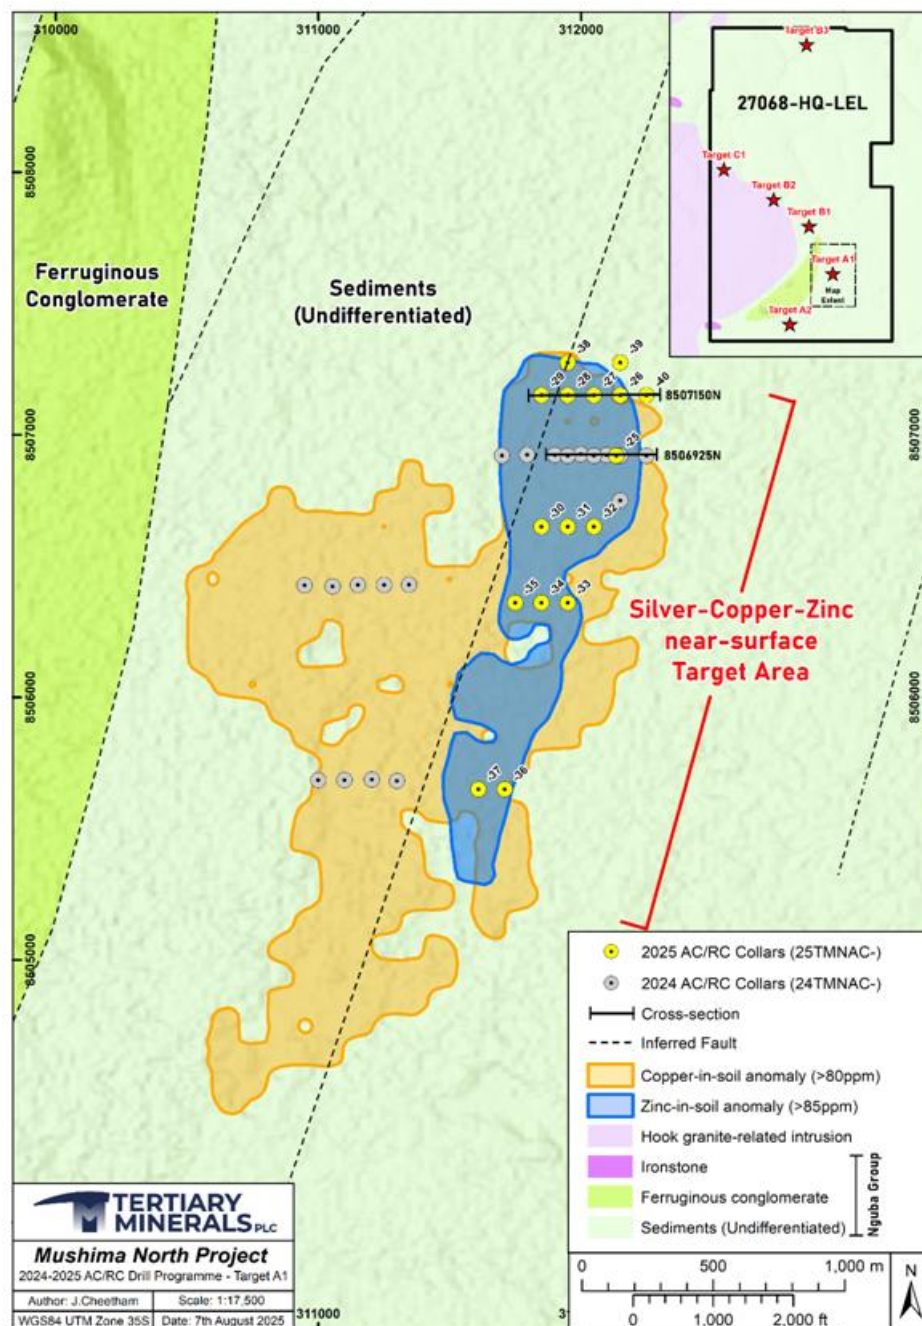 310000
311000
312000
8508000
8507000
8506000
8605000
8506000
Target B3
27068-HQ-LEL
Target C1
Target B2
Target B1
Target A1
Map
Extent
Target A2
Ferruginous
Conglomerate
Sediments
(Undifferentiated)
-38
-39
-29
-28
-27
-26
-40
8507150N
-25
8506925N
-30
-31
-32
-35
-34
-33
-37
-36
Silver-Copper-Zinc
near-surface
Target Area
2025 AC/RC Collars (25TMNAC-)
2024 AC/RC Collars (24TMNAC-)
Cross-section
Inferred Fault
Copper-in-soil anomaly (>80ppm)
Zinc-in-soil anomaly (>85ppm)
Hook granite-related intrusion
Ironstone
Ferruginous conglomerate
Sediments (Undifferentiated)
Nguba Group
TERTIARY
MINERALS PLC
Mushima North Project
2024-2025 AC/RC Drill Programme - Target A1
Author: J.Cheetham
Scale: 1:17,500
WGS84 UTM Zone 35S
Date: 7th August 2025
311000
0 500 1,000 m
0 1,000 2,000 ft
N